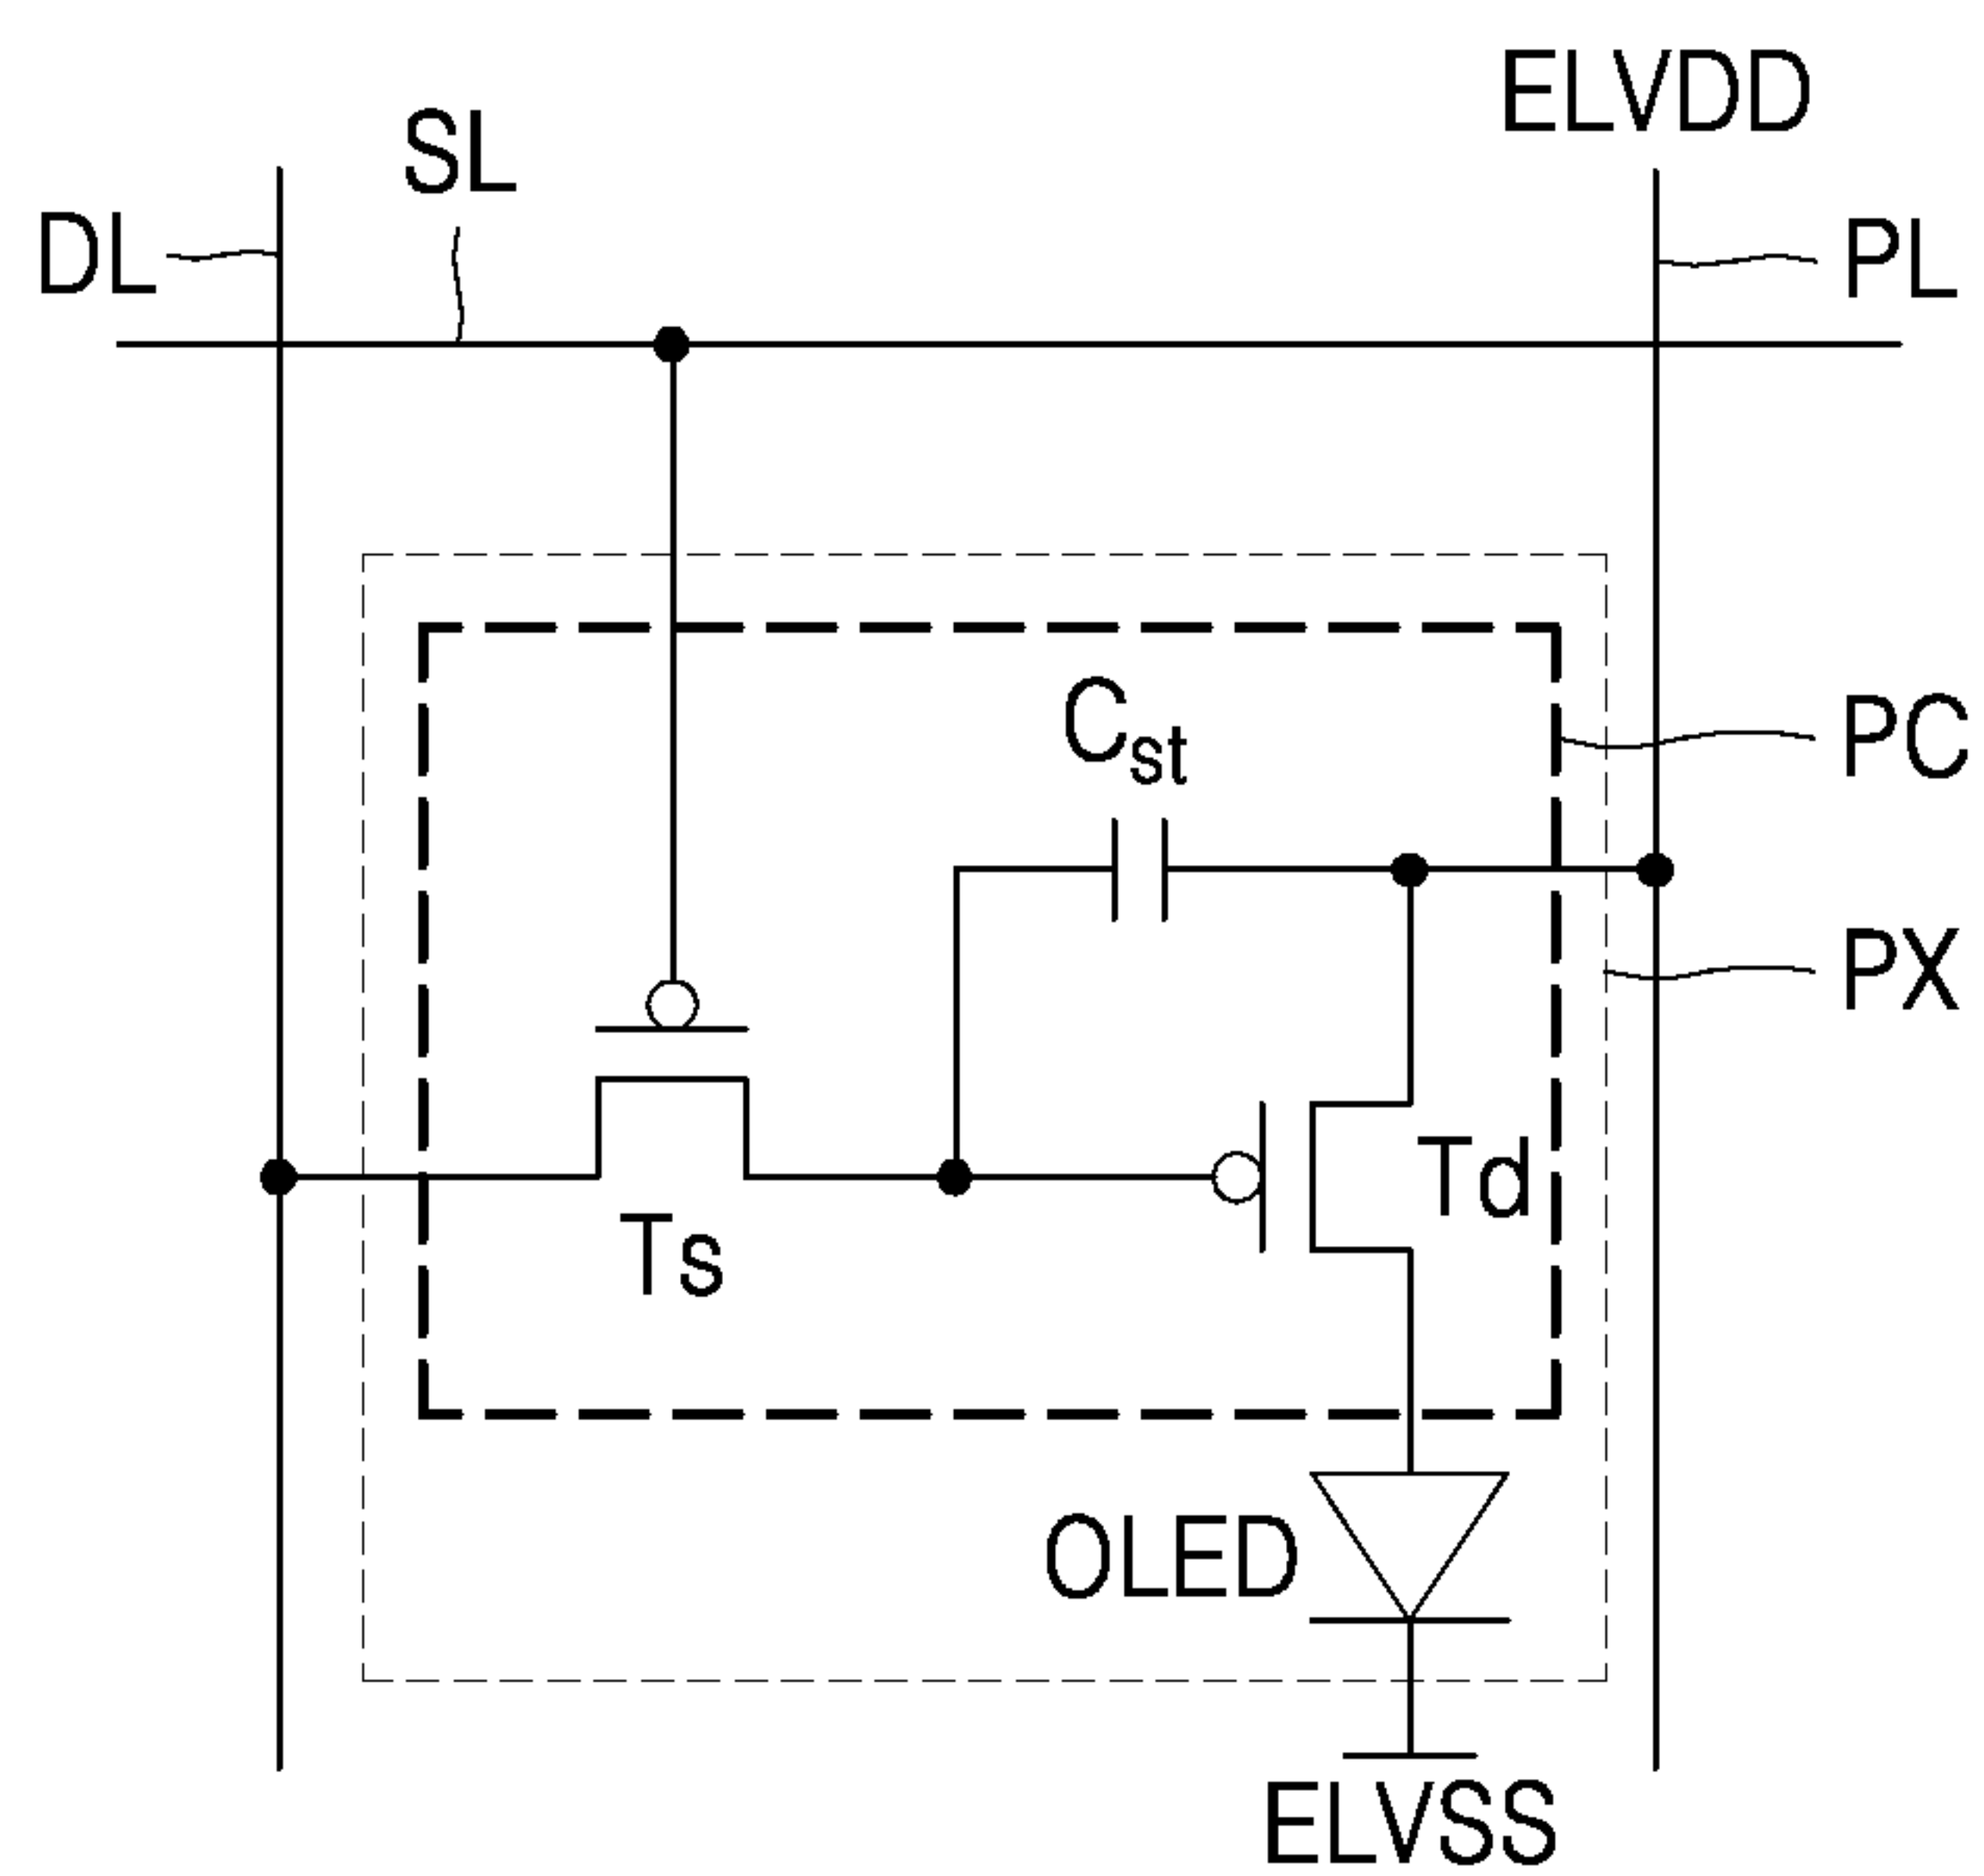 ELVDD
SL
DL
PL
PC
Cst
PX
Td
Ts
OLED
ELVSS